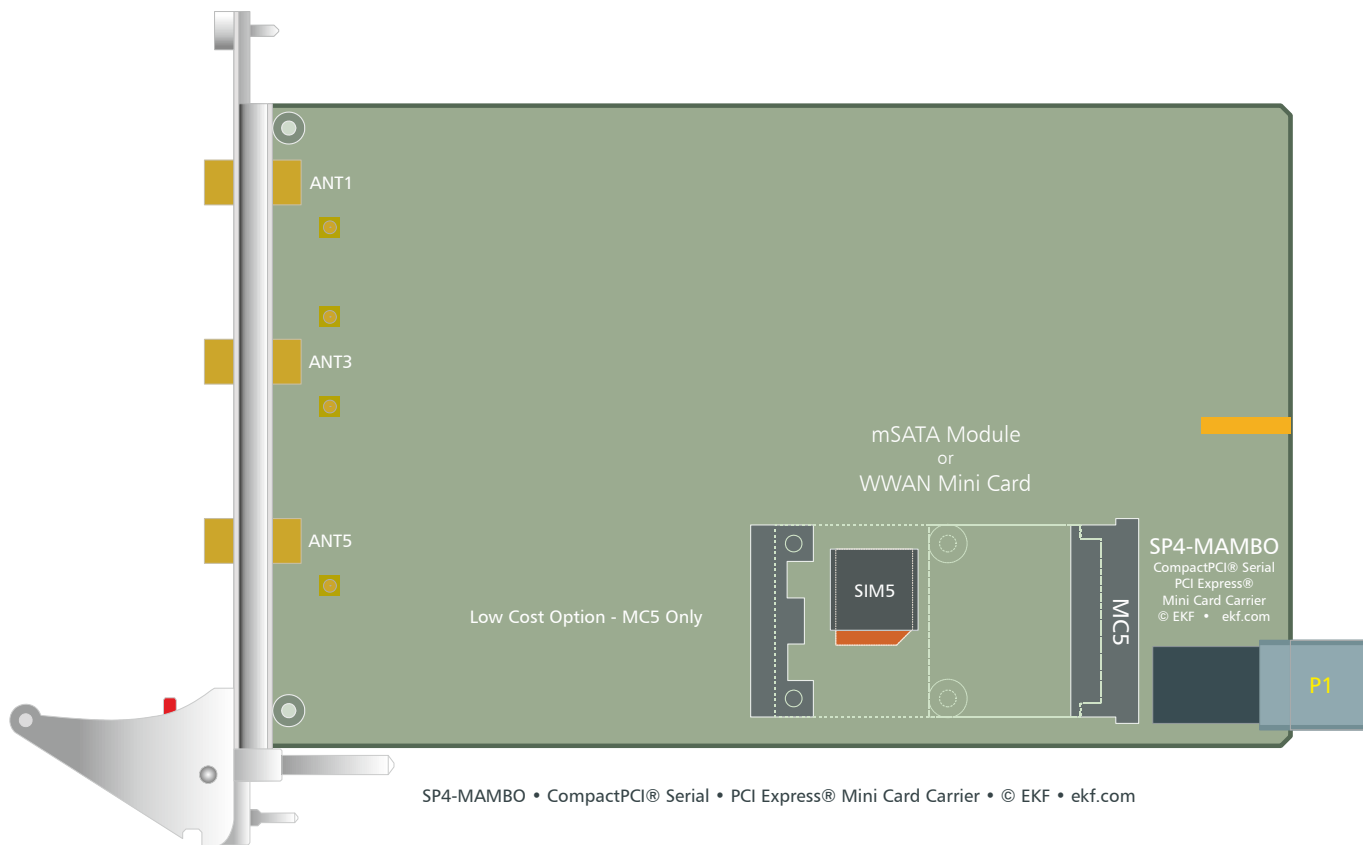 ANT1
ANT3
mSATA Module
or
WWAN Mini Card
ANT5
SP4-MAMBO
CompactPCI® Serial
PCI Express®
Mini Card Carrier
© EKF • ekf.com
SIM5
MC5
Low Cost Option - MC5 Only
P1
SP4-MAMBO • CompactPCI® Serial • PCI Express® Mini Card Carrier • © EKF • ekf.com